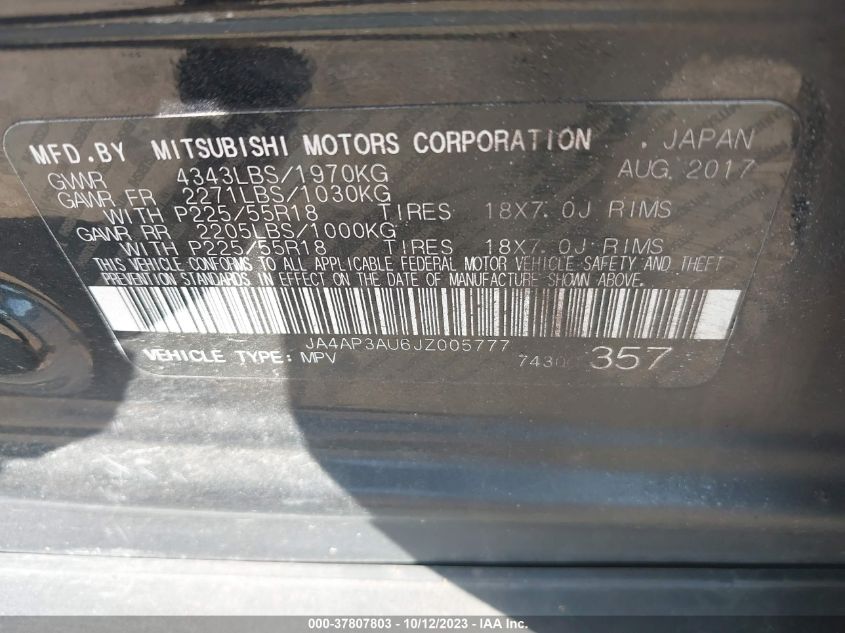 MFD.BY MITSUBISHI MOTORS CORPORATION . JAPAN
GVWR 4343LBS/1970KG AUG.2017
GAWR FR 2271LBS/1030KG
WITH P225/55R18 TIRES 18X7.0J RIMS
GAWR RR 2205LBS/1000KG
WITH P225/55R18 TIRES 18X7.0J RIMS
THIS VEHICLE CONFORMS TO ALL APPLICABLE FEDERAL MOTOR VEHICLE SAFETY AND THEFT
PREVENTION STANDARDS IN EFFECT ON THE DATE OF MANUFACTURE SHOWN ABOVE.
JA4AP3AU6JZ005777
VEHICLE TYPE: MPV 357
000-37807803 - 10/12/2023 - IAA Inc.